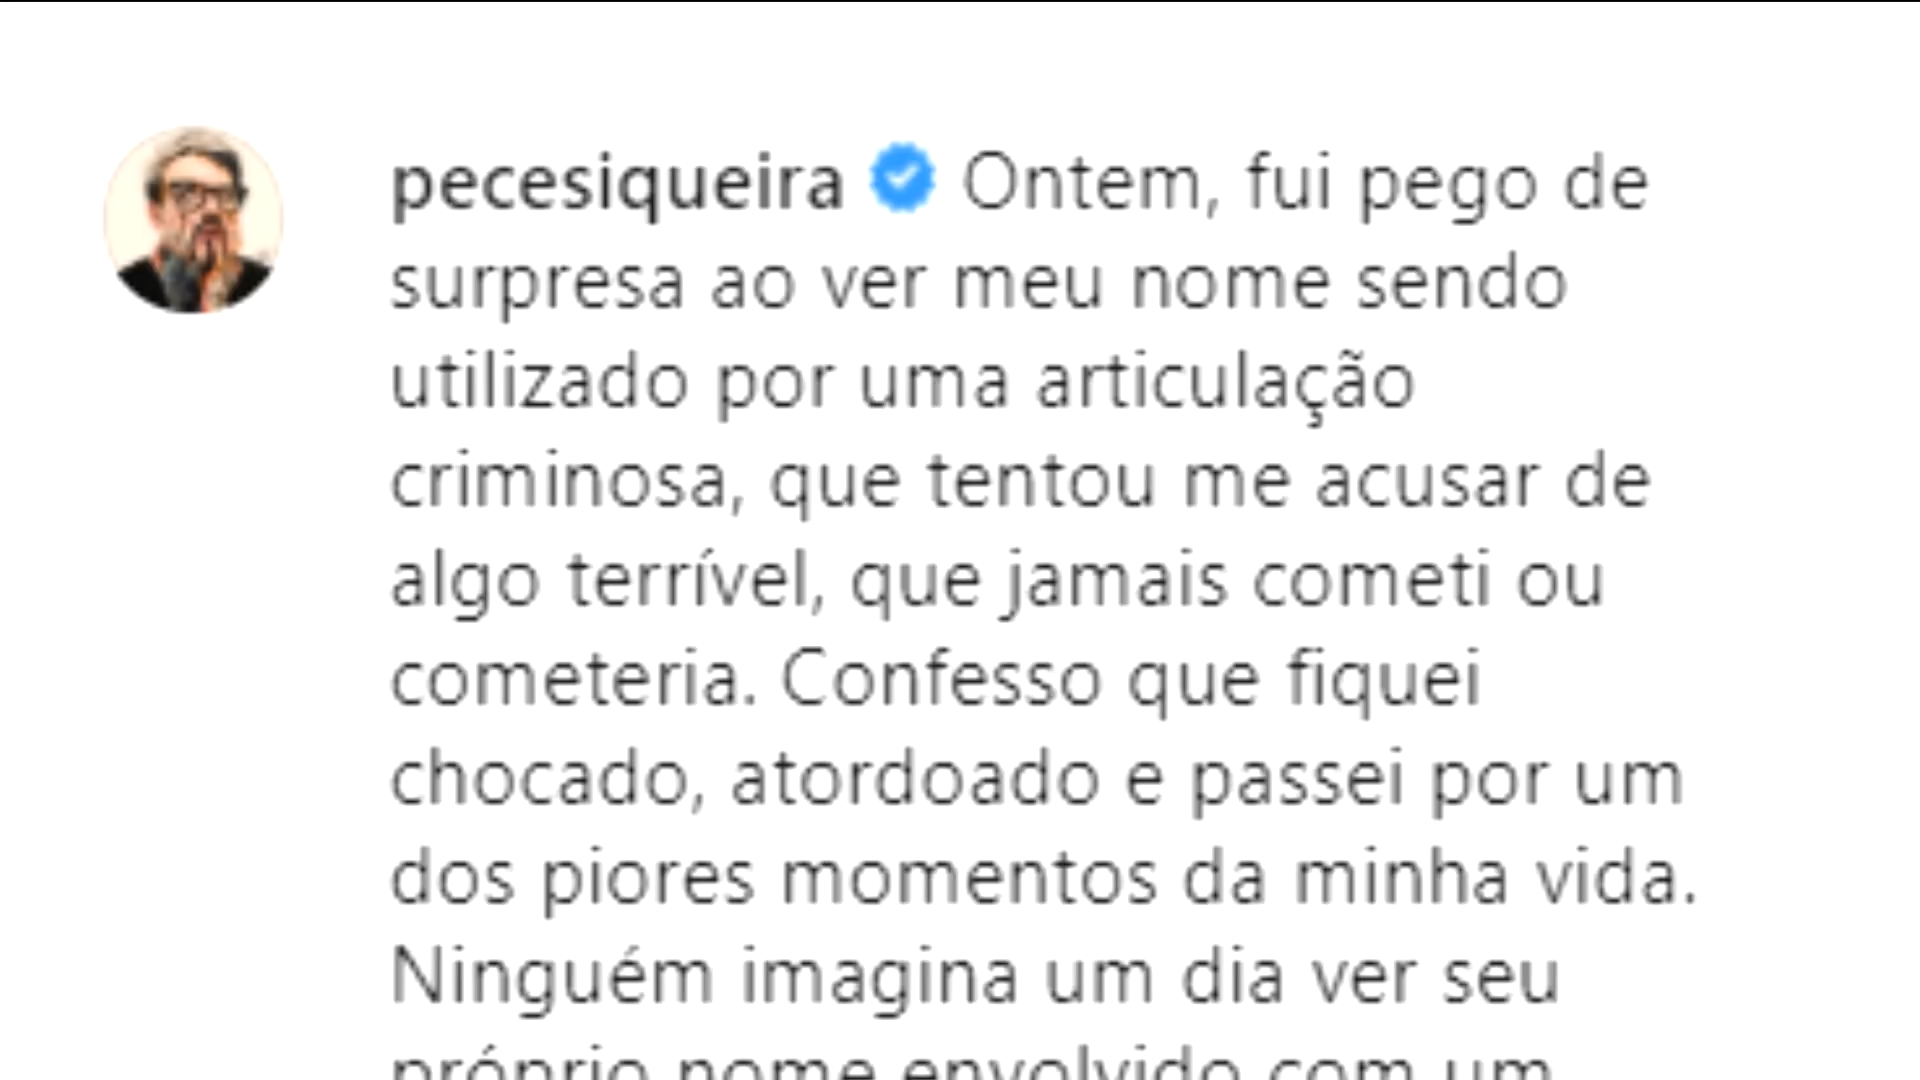 pecesiqueira Ontem, fui pego de
surpresa ao ver meu nome sendo
utilizado por uma articulação
criminosa, que tentou me acusar de
algo terrível, que jamais cometi ou
cometeria. Confesso que fiquei
chocado, atordoado e passei por um
dos piores momentos da minha vida.
Ninguém imagina um dia ver seu
próprio nome envolvido com um